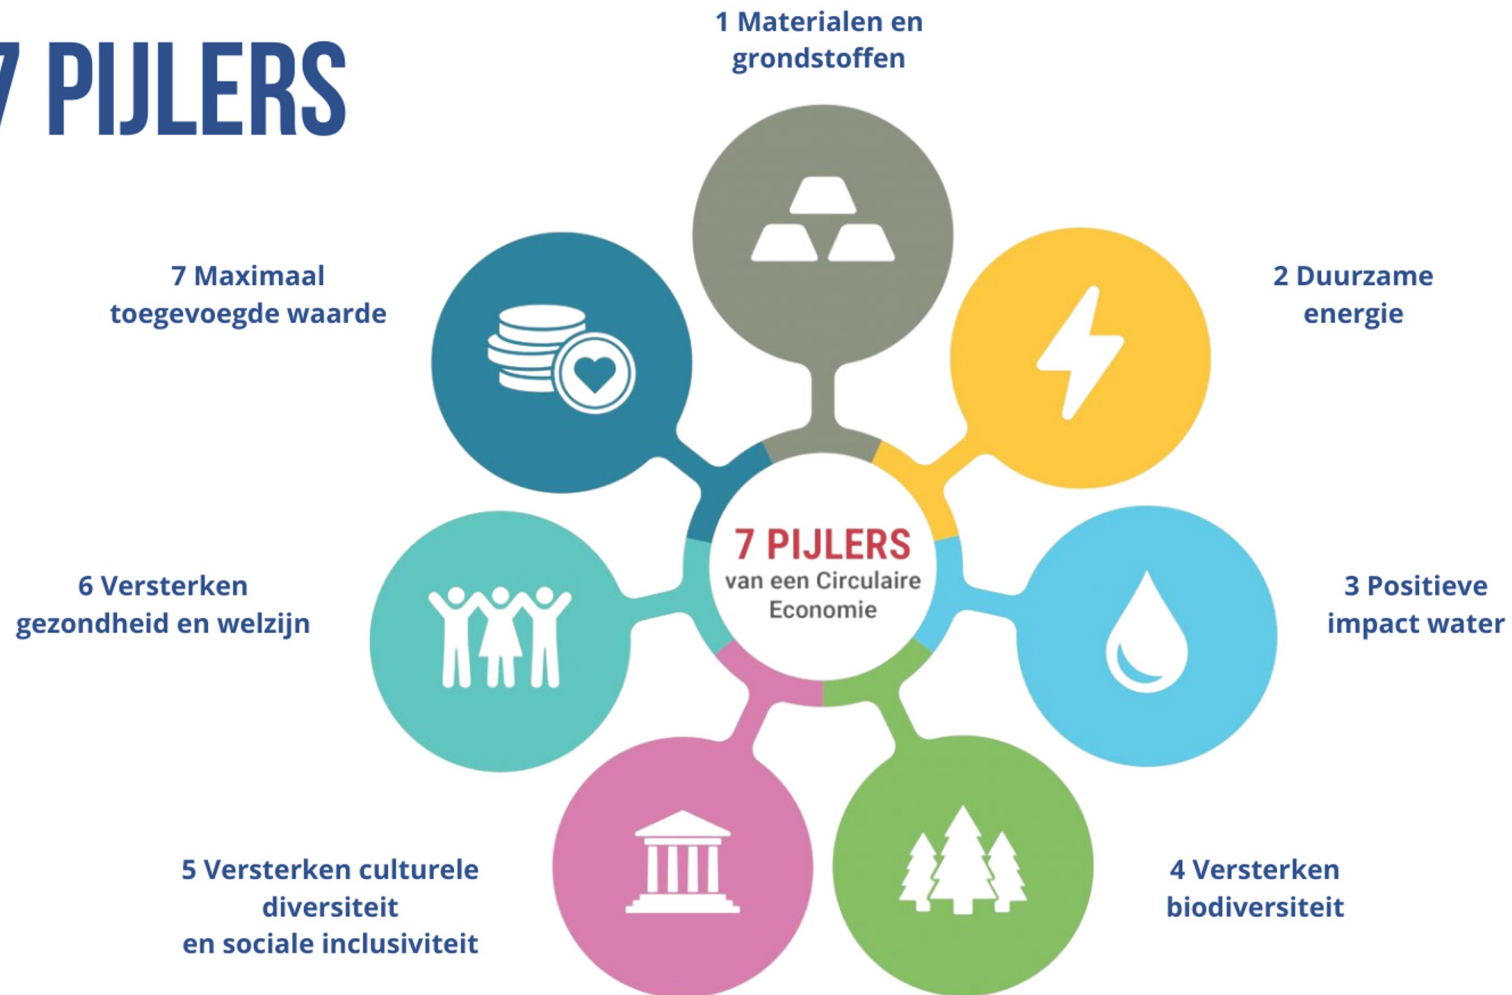 7 PIJLERS
1 Materialen en
grondstoffen
2 Duurzame
energie
3 Positieve
impact water
4 Versterken
biodiversiteit
5 Versterken culturele
diversiteit
en sociale inclusiviteit
6 Versterken
gezondheid en welzijn
7 Maximaal
toegevoegde waarde
7 PIJLERS
van een Circulaire
Economie